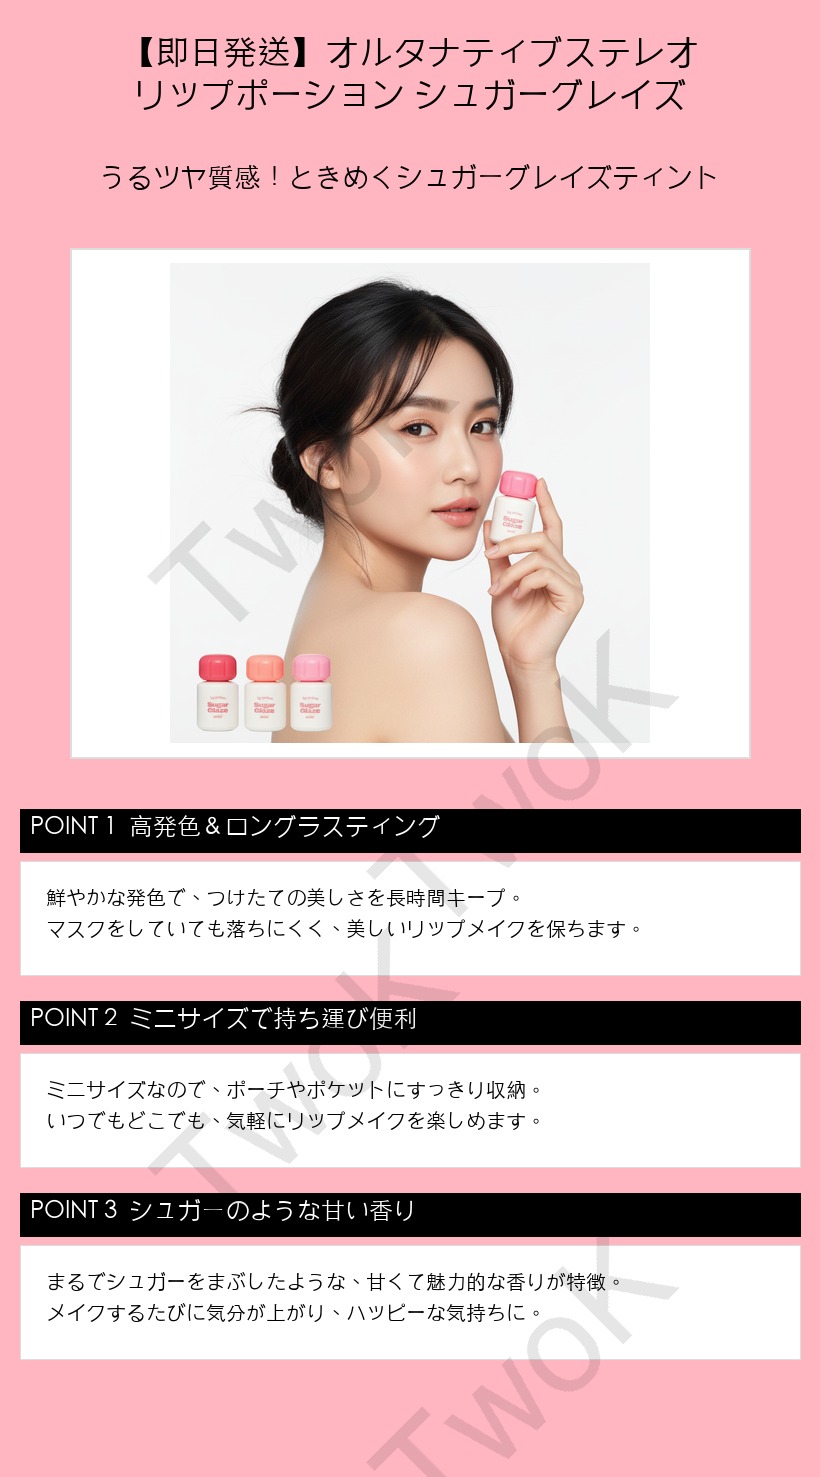 【即日発送】オルタナティブステレオ
リップポーション シュガーグレイズ
うるツヤ質感！ときめくシュガーグレイズティント
Sugar
Glaze
Sugar
Glaze
Sugar
Glaze
Sugar
Glaze
POINT 1 高発色＆ロングラスティング
鮮やかな発色で、つけたての美しさを長時間キープ。
マスクをしていても落ちにくく、美しいリップメイクを保ちます。
POINT 2 ミニサイズで持ち運び便利
ミニサイズなので、ポーチやポケットにすっきり収納。
いつでもどこでも、気軽にリップメイクを楽しめます。
POINT 3 シュガーのような甘い香り
まるでシュガーをまぶしたような、甘くて魅力的な香りが特徴。
メイクするたびに気分が上がり、ハッピーな気持ちに。
TwoK
TwoK
TwoK
TwoK